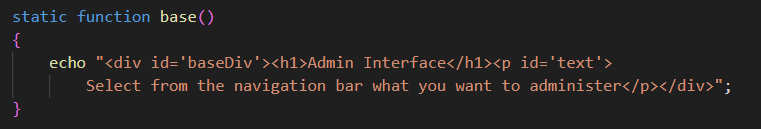 static function base()
{
echo "<div id='baseDiv'><h1>Admin Interface</h1><p id='text'>
Select from the navigation bar what you want to administer</p></div>";
}